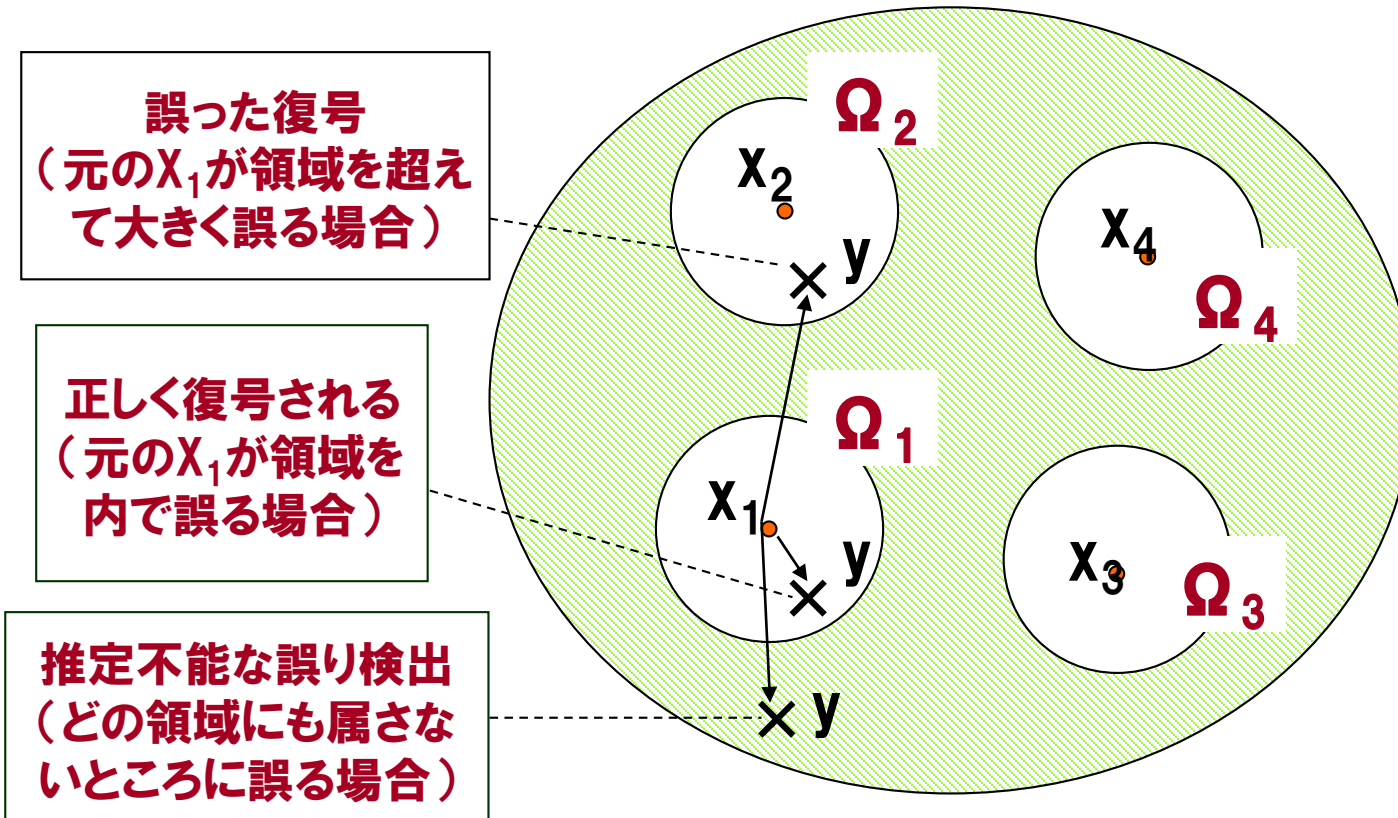 誤った復号
(元のX₁が領域を超え
て大きく誤る場合)
正しく復号される
(元のX₁が領域を
内で誤る場合)
推定不能な誤り検出
(どの領域にも属さな
いところに誤る場合)
Ω₂
x₂
y
x₄
Ω₄
Ω₁
x₁
y
x₃
Ω₃
y